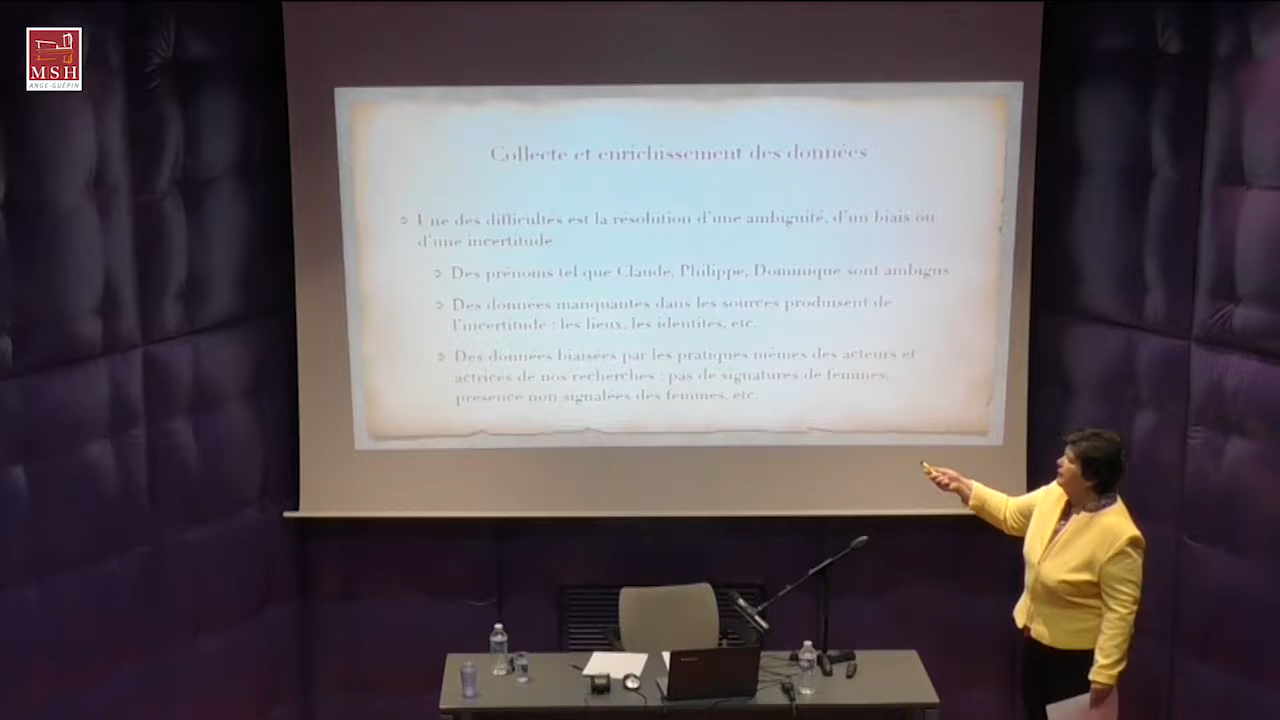 MSH
ANGE-GUÉPIN
Collecte et enrichissement des données
Une des difficultés est la résolution d'une ambiguité, d'un biais ou
d'une incertitude
Des prénoms tel que Claude, Philippe, Dominique sont ambigus
Des données manquantes dans les sources produisent de
l'incertitude : les lieux, les identités, etc.
Des données biaisées par les pratiques mêmes des acteurs et
actrices de nos recherches : pas de signatures de femmes,
présence non signalées des femmes, etc.